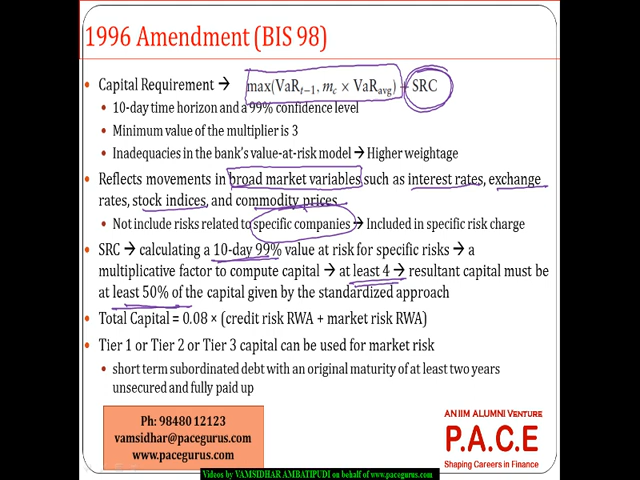 1996 Amendment (BIS 98)
Capital Requirement → max(VaR t−1, m c × VaR avg) + SRC
10-day time horizon and a 99% confidence level
Minimum value of the multiplier is 3
Inadequacies in the bank's value-at-risk model → Higher weightage
Reflects movements in broad market variables such as interest rates, exchange
rates, stock indices, and commodity prices
Not include risks related to specific companies → Included in specific risk charge
SRC → calculating a 10-day 99% value at risk for specific risks → a
multiplicative factor to compute capital → at least 4 → resultant capital must be
at least 50% of the capital given by the standardized approach
Total Capital = 0.08 × (credit risk RWA + market risk RWA)
Tier 1 or Tier 2 or Tier 3 capital can be used for market risk
short term subordinated debt with an original maturity of at least two years
unsecured and fully paid up
Ph: 98480 12123
vamsidhar@pacegurus.com
www.pacegurus.com
AN IIM ALUMNI VENTURE
P.A.C.E
Shaping Careers in Finance
Videos by VAMSIDHAR AMBATIPUDI on behalf of www.pacegurus.com